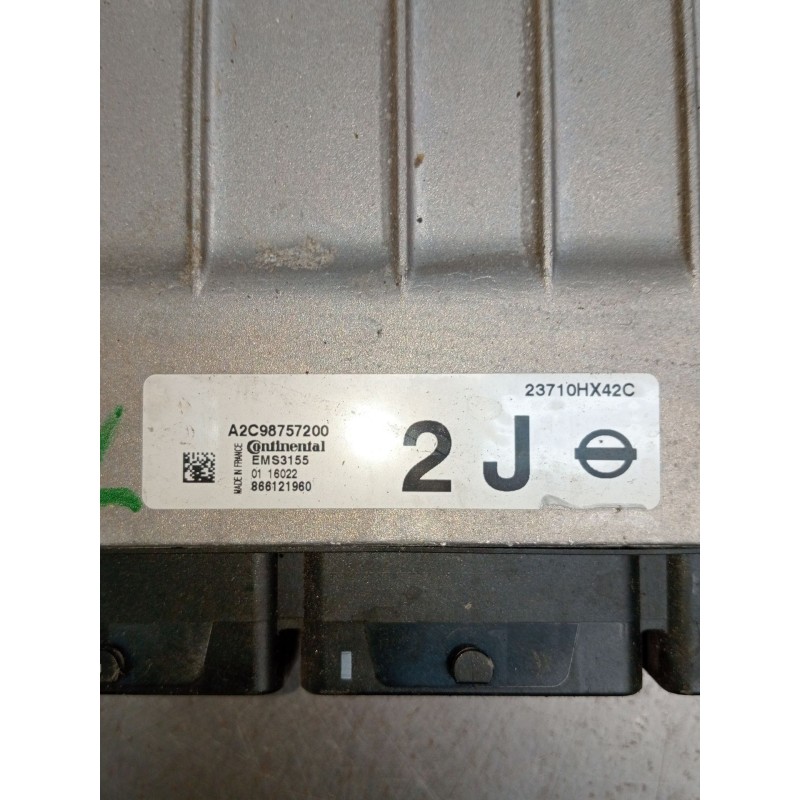 23710HX42C
A2C98757200
Continental
EMS3155
01 16022
866121960
MADE IN FRANCE
2 J